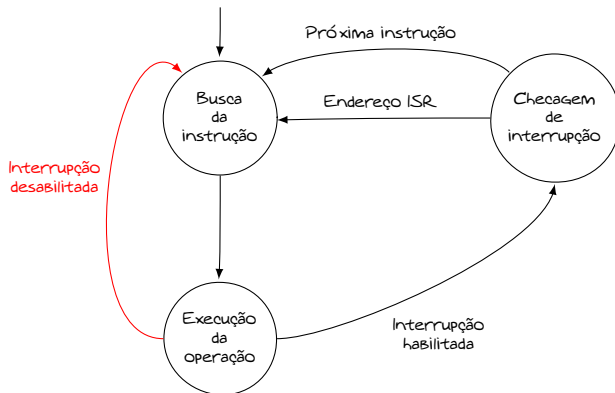 Próxima instrução
Busca
da
instrução
Endereço ISR
Checagem
de
interrupção
Interrupção
desabilitada
Execução
da
operação
Interrupção
habilitada